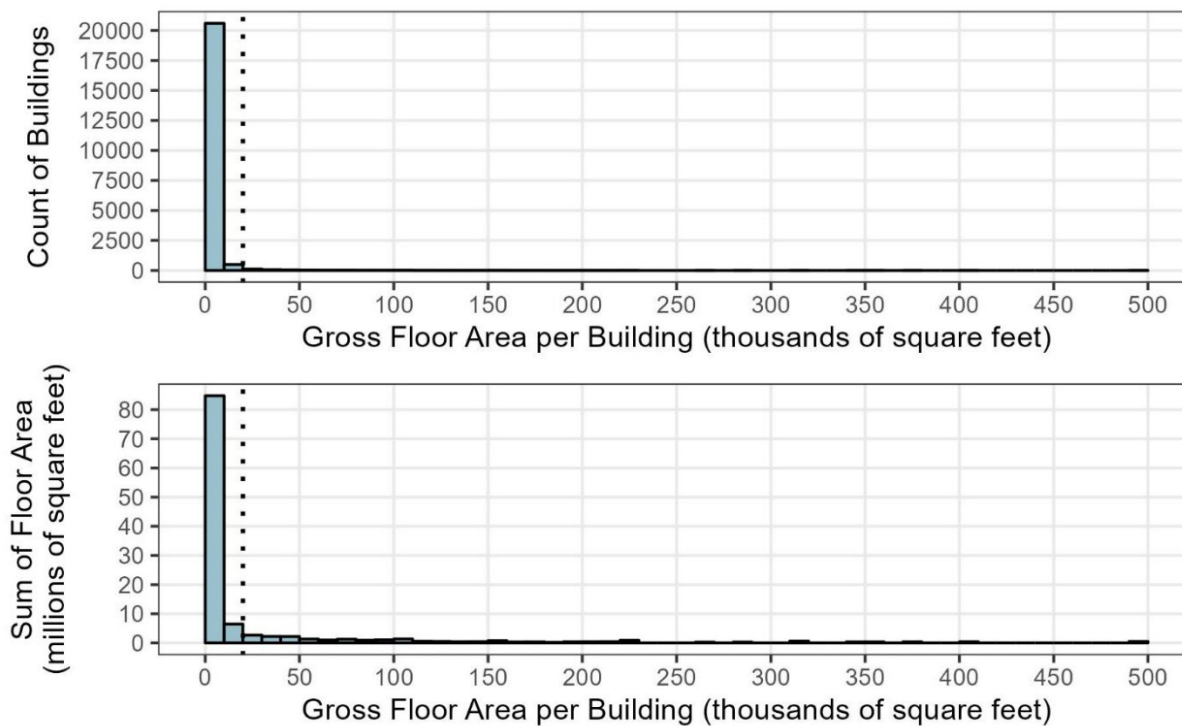 Count of Buildings
20000
17500
15000
12500
10000
7500
5000
2500
0
0 50 100 150 200 250 300 350 400 450 500
Gross Floor Area per Building (thousands of square feet)
Sum of Floor Area
(millions of square feet)
80
70
60
50
40
30
20
10
0
0 50 100 150 200 250 300 350 400 450 500
Gross Floor Area per Building (thousands of square feet)